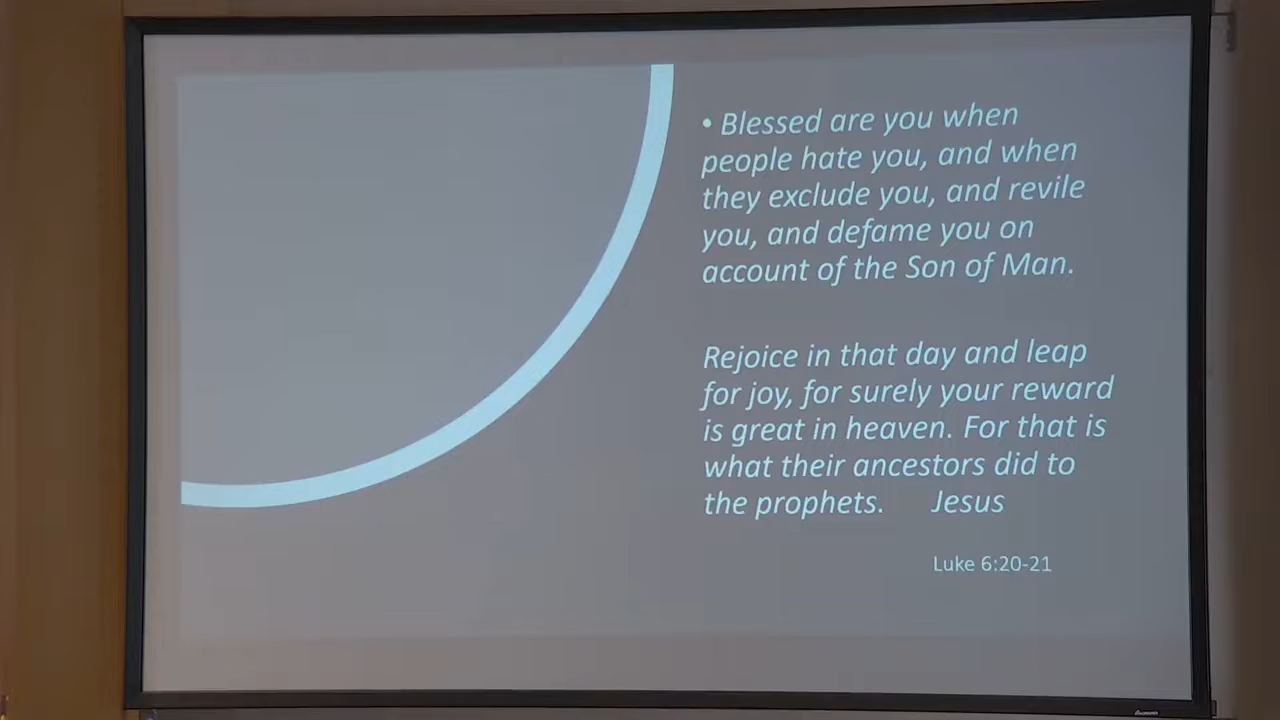 • Blessed are you when
people hate you, and when
they exclude you, and revile
you, and defame you on
account of the Son of Man.
Rejoice in that day and leap
for joy, for surely your reward
is great in heaven. For that is
what their ancestors did to
the prophets. Jesus
Luke 6:20-21